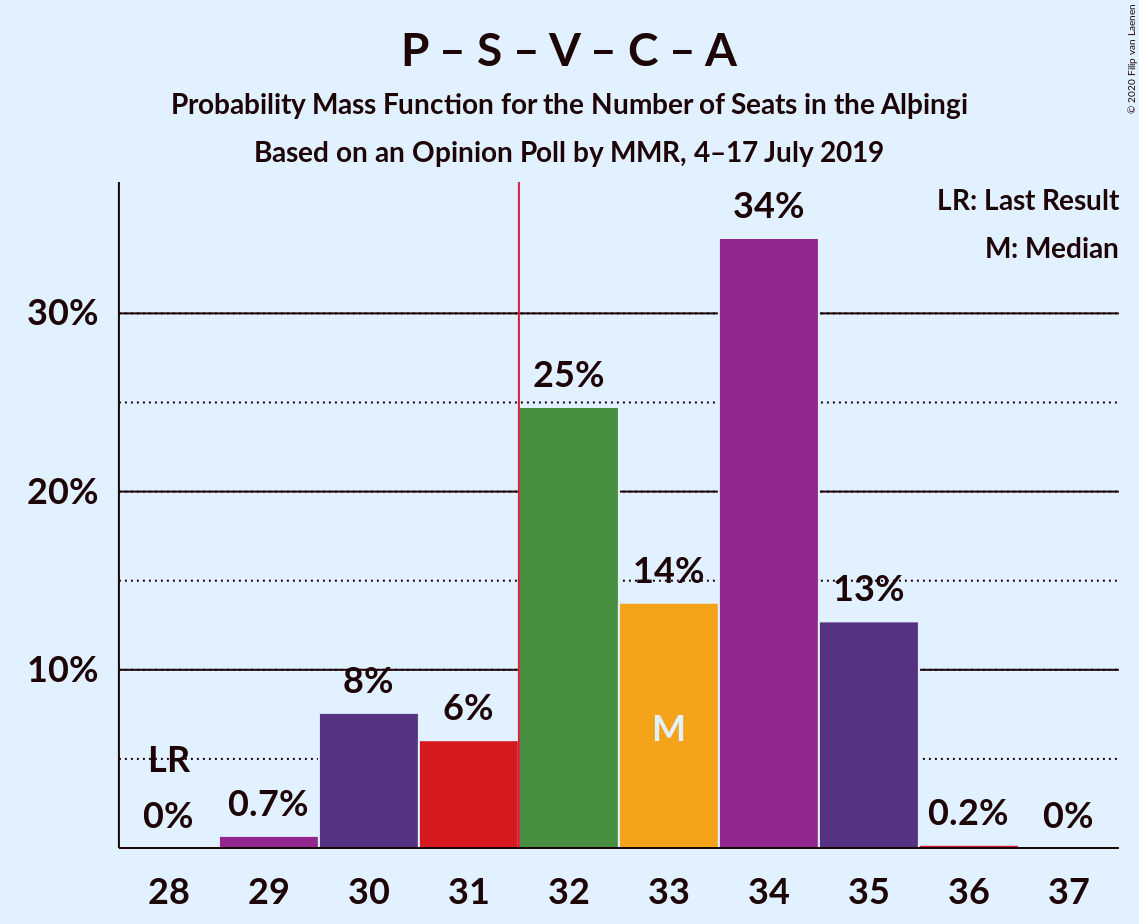 P – S – V – C – A
Probability Mass Function for the Number of Seats in the Alþingi
Based on an Opinion Poll by MMR, 4–17 July 2019
© 2020 Filip van Laenen
LR: Last Result
M: Median
34%
30%
25%
20%
14%
13%
10%
8%
6%
M
LR
0%
0.7%
0.2%
0%
28 29 30 31 32 33 34 35 36 37